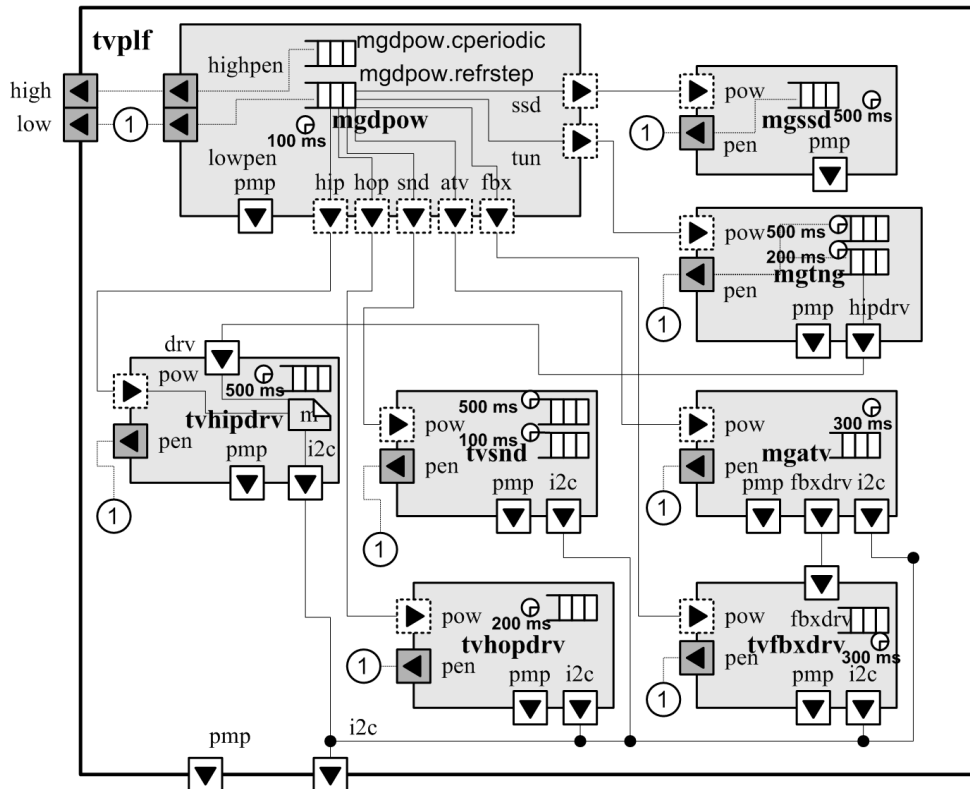 tvplf
high
low
1
mgdpow.cperiodic
highpen
mgdpow.refrstep
mgdpow
100 ms
lowpen
ssd
tun
pmp
hip
hop
snd
atv
fbx
pow
500 ms
mgssd
pen
pmp
1
500 ms
pow
200 ms
mgtng
pen
pmp
hipdrv
1
drv
pow
500 ms
tvhipdrv
m
pen
pmp
i2c
1
500 ms
pow
100 ms
tvsnd
pen
pmp
i2c
1
300 ms
pow
mgatv
pen
pmp
fbxdrv
i2c
1
pow
200 ms
tvhopdrv
pen
pmp
i2c
1
pow
fbxdrv
tvfbxdrv
300 ms
pen
pmp
i2c
1
pmp
i2c